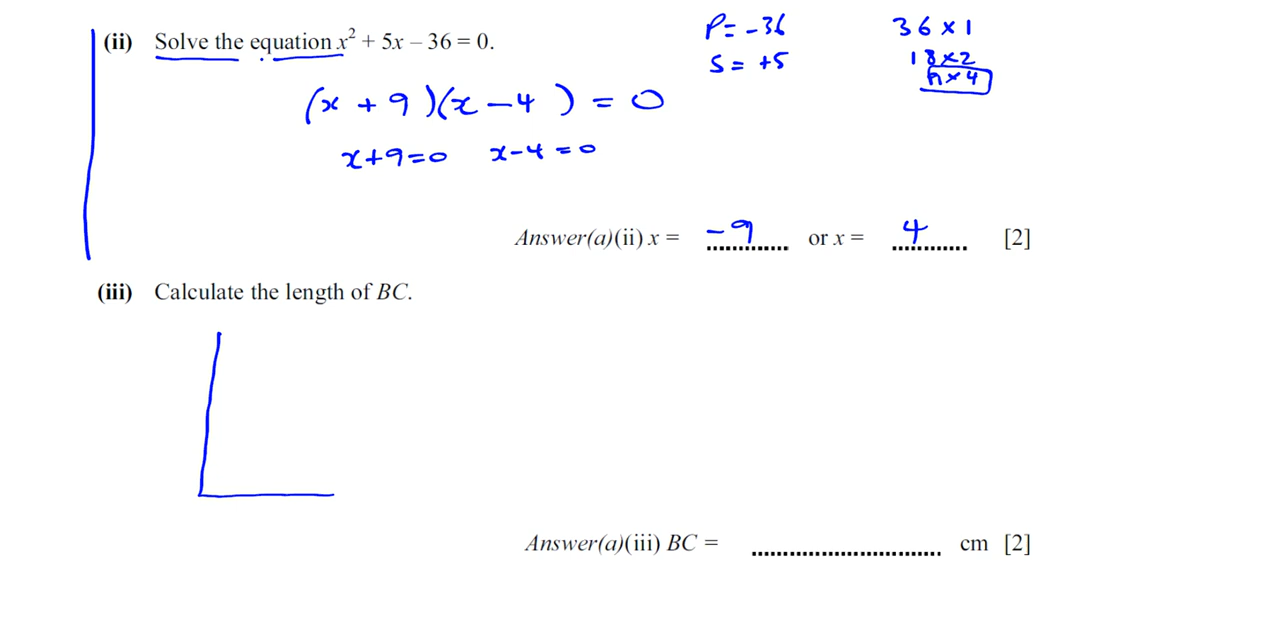 (ii) Solve the equation x² + 5x – 36 = 0.
P = -36
S = +5
36 × 1
18 × 2
9 × 4
(x + 9)(x - 4) = 0
x+9=0 x-4=0
Answer(a)(ii) x = -9 or x = 4 [2]
(iii) Calculate the length of BC.
Answer(a)(iii) BC = ............................ cm [2]